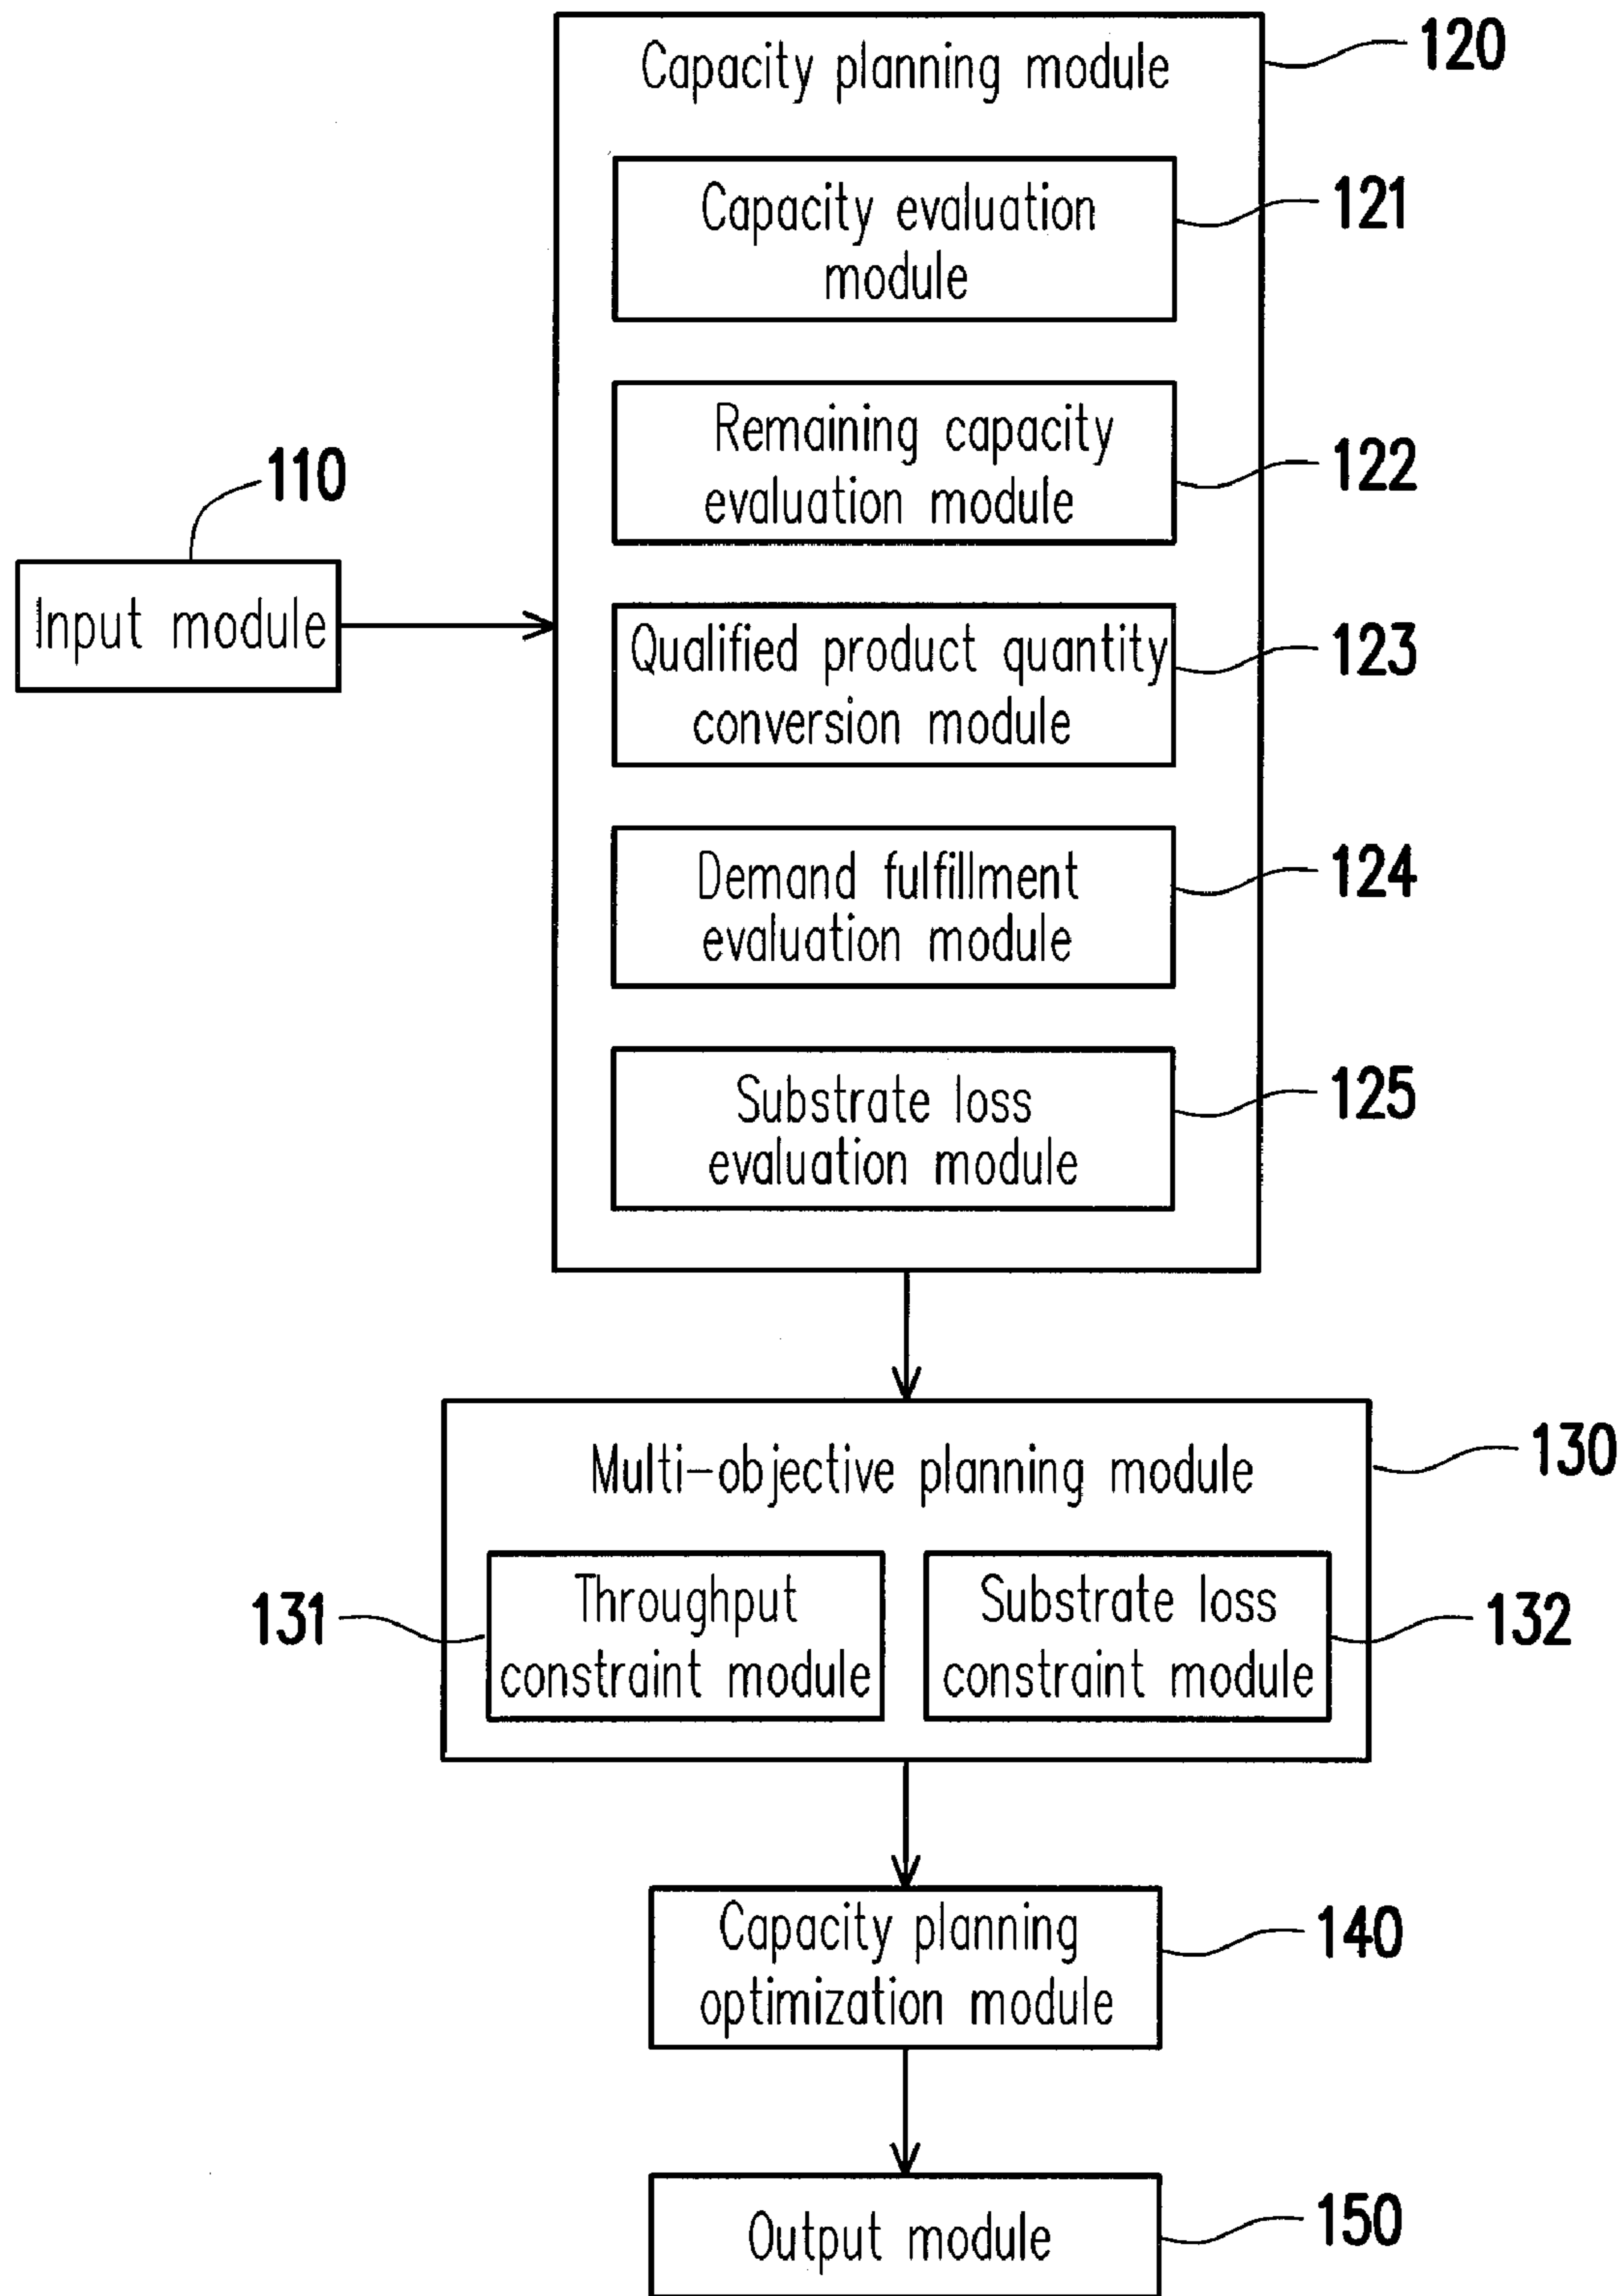 Capacity planning module
120
Capacity evaluation
module
121
Remaining capacity
evaluation module
122
110
Input module
Qualified product quantity
conversion module
123
Demand fulfillment
evaluation module
124
Substrate loss
evaluation module
125
Multi-objective planning module
130
131
Throughput
constraint module
Substrate loss
constraint module
132
Capacity planning
optimization module
140
Output module
150